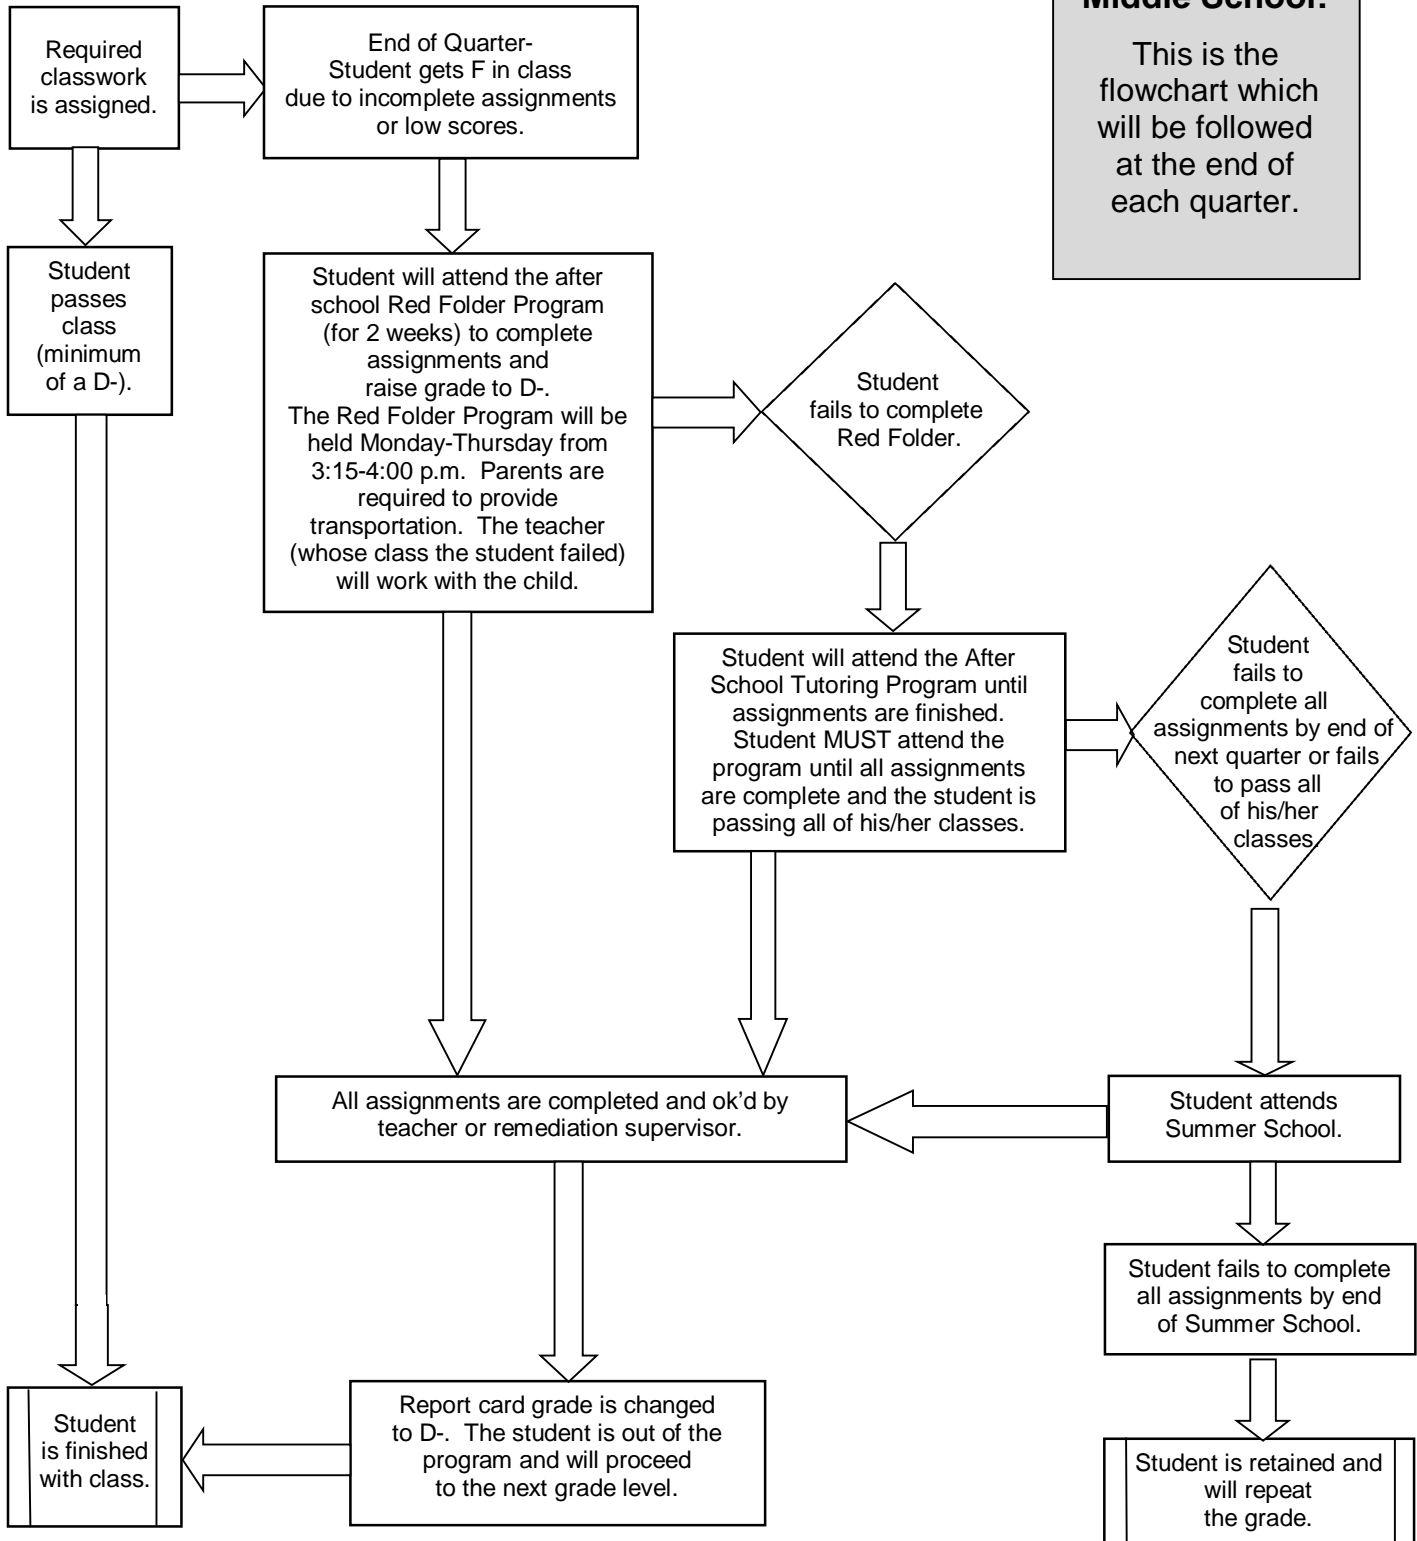 Middle School.
This is the
flowchart which
will be followed
at the end of
each quarter.
Required
classwork
is assigned.
End of Quarter-
Student gets F in class
due to incomplete assignments
or low scores.
Student
passes
class
(minimum
of a D-).
Student will attend the after
school Red Folder Program
(for 2 weeks) to complete
assignments and
raise grade to D-.
The Red Folder Program will be
held Monday-Thursday from
3:15-4:00 p.m.  Parents are
required to provide
transportation.  The teacher
(whose class the student failed)
will work with the child.
Student
fails to complete
Red Folder.
Student will attend the After
School Tutoring Program until
assignments are finished.
Student MUST attend the
program until all assignments
are complete and the student is
passing all of his/her classes.
Student
fails to
complete all
assignments by end of
next quarter or fails
to pass all
of his/her
classes.
All assignments are completed and ok’d by
teacher or remediation supervisor.
Student attends
Summer School.
Student fails to complete
all assignments by end
of Summer School.
Student
is finished
with class.
Report card grade is changed
to D-.  The student is out of the
program and will proceed
to the next grade level.
Student is retained and
will repeat
the grade.